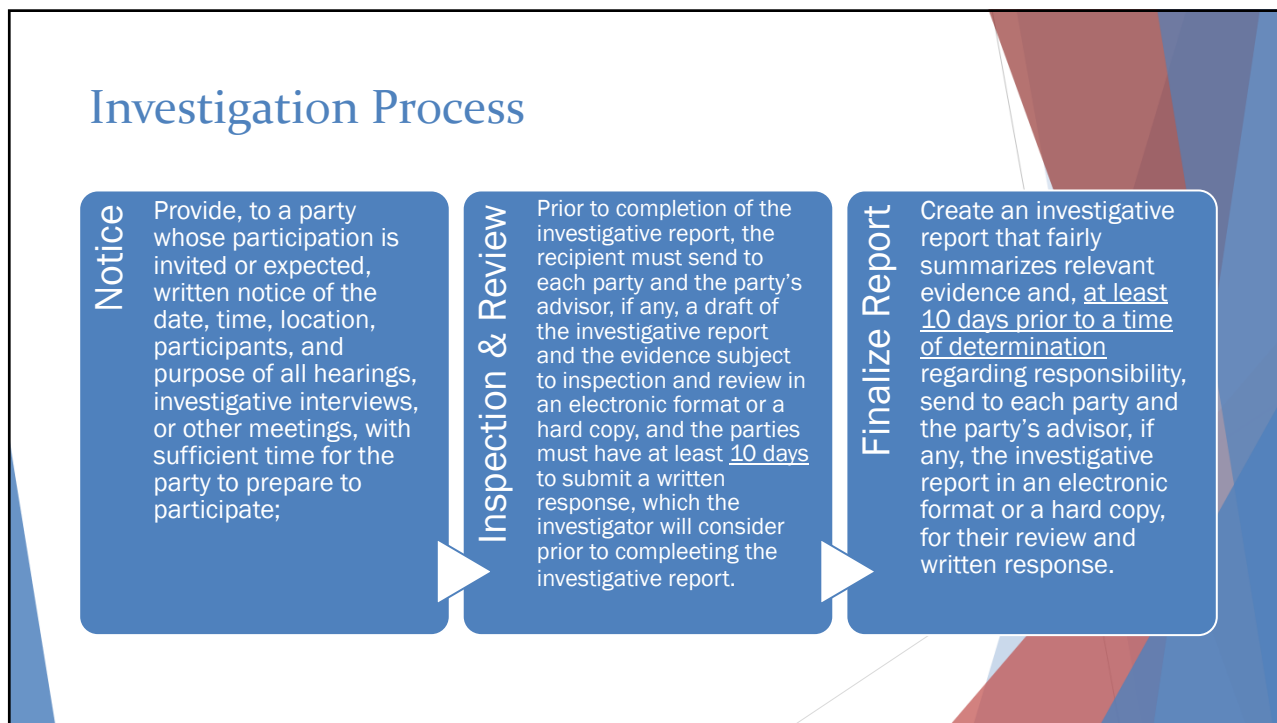 Investigation Process
Notice
Provide, to a party
whose participation is
invited or expected,
written notice of the
date, time, location,
participants, and
purpose of all hearings,
investigative interviews,
or other meetings, with
sufficient time for the
party to prepare to
participate;
Inspection & Review
Prior to completion of the
investigative report, the
recipient must send to
each party and the party’s
advisor, if any, a draft of
the investigative report
and the evidence subject
to inspection and review in
an electronic format or a
hard copy, and the parties
must have at least 10 days
to submit a written
response, which the
investigator will consider
prior to compleeting the
investigative report.
Finalize Report
Create an investigative
report that fairly
summarizes relevant
evidence and, at least
10 days prior to a time
of determination
regarding responsibility,
send to each party and
the party’s advisor, if
any, the investigative
report in an electronic
format or a hard copy,
for their review and
written response.